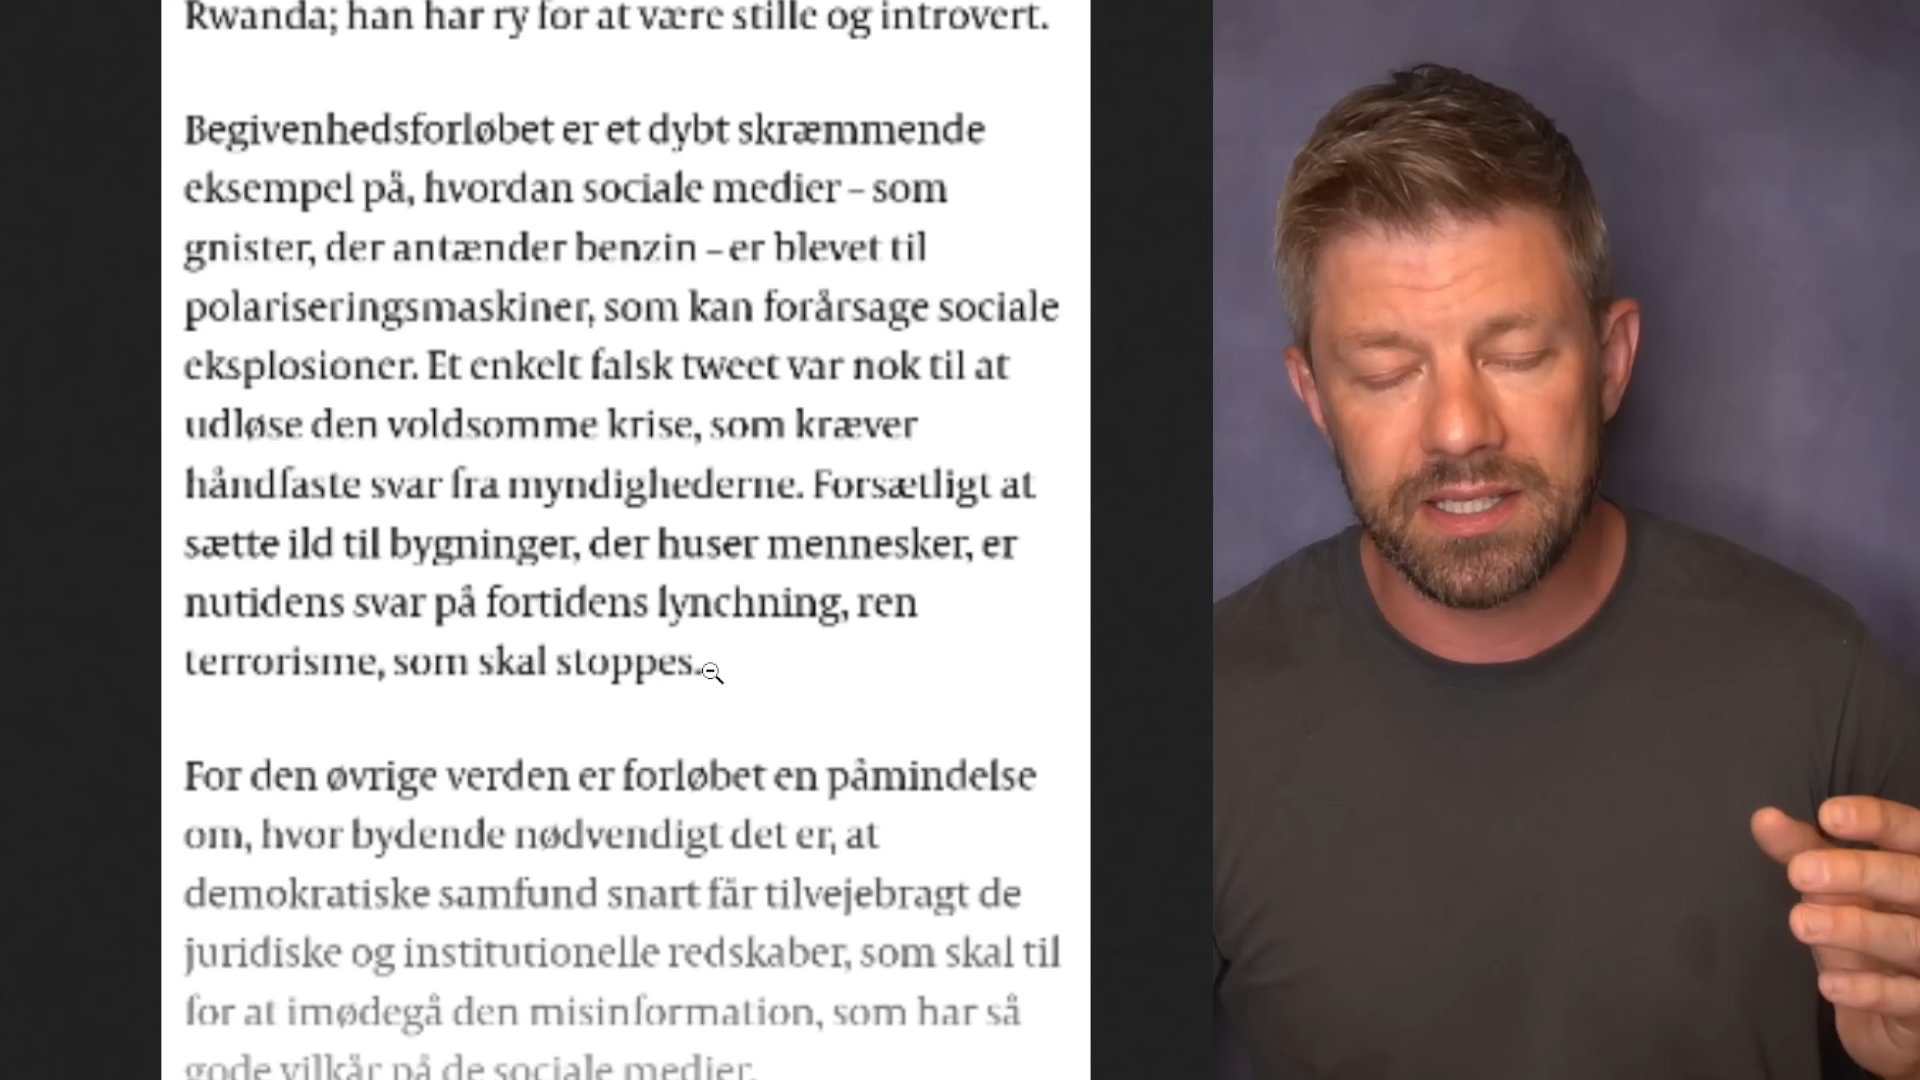 Rwanda; han har ry for at være stille og introvert.
Begivenhedsforløbet er et dybt skræmmende
eksempel på, hvordan sociale medier – som
gnister, der antænder benzin – er blevet til
polariseringsmaskiner, som kan forårsage sociale
eksplosioner. Et enkelt falsk tweet var nok til at
udløse den voldsomme krise, som kræver
håndfaste svar fra myndighederne. Forsætligt at
sætte ild til bygninger, der huser mennesker, er
nutidens svar på fortidens lynchning, ren
terrorisme, som skal stoppes.
For den øvrige verden er forløbet en påmindelse
om, hvor bydende nødvendigt det er, at
demokratiske samfund snart får tilvejebragt de
juridiske og institutionelle redskaber, som skal til
for at imødegå den misinformation, som har så
gode vilkår på de sociale medier.